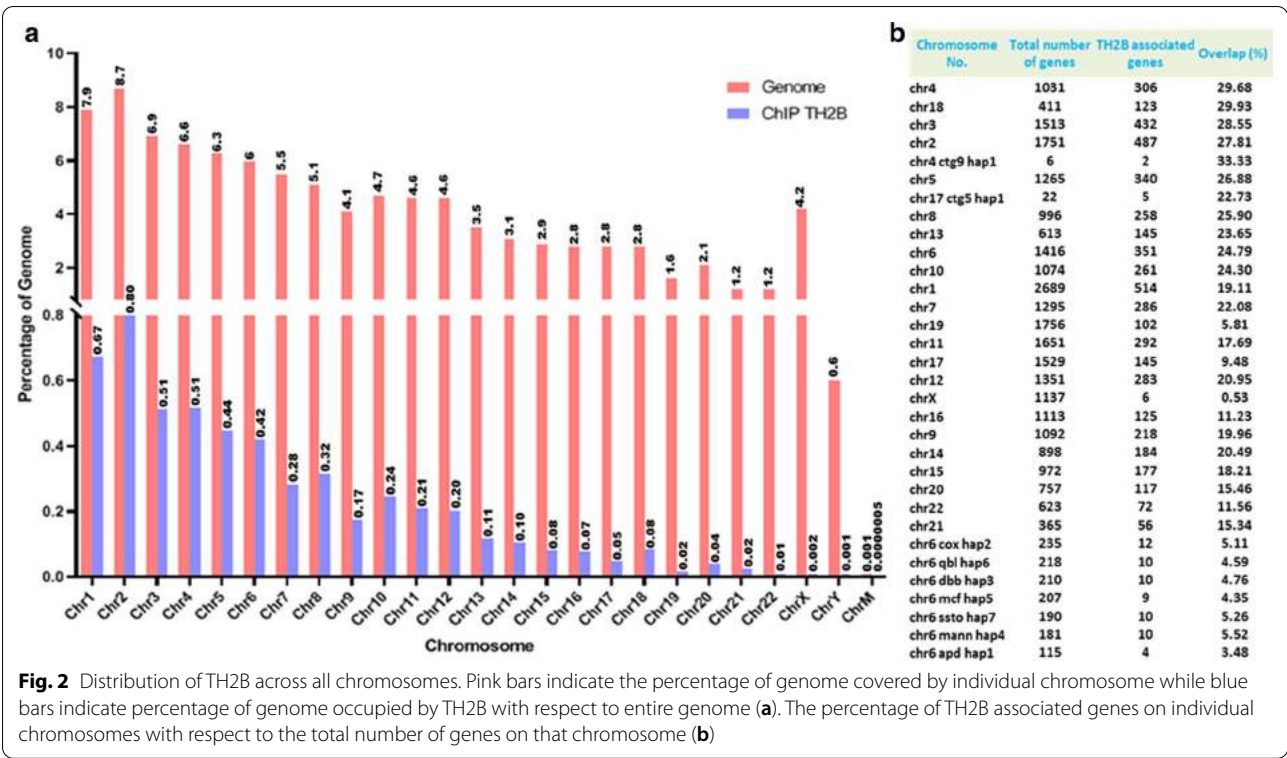 a
10
8
6
4
2
0.8
0.6
0.4
0.2
0.0
Percentage of Genome
7.9
8.7
6.9
6.6
6.3
6
5.5
5.1
4.1
4.7
4.6
4.6
3.5
3.1
2.9
2.8
2.8
2.8
1.6
2.1
1.2
1.2
4.2
0.6
0.001
0.67
0.80
0.51
0.51
0.44
0.42
0.28
0.32
0.17
0.24
0.21
0.20
0.11
0.10
0.08
0.07
0.05
0.08
0.02
0.04
0.02
0.01
0.002
0.001
0.0000005
Genome
ChIP TH2B
Chr1
Chr2
Chr3
Chr4
Chr5
Chr6
Chr7
Chr8
Chr9
Chr10
Chr11
Chr12
Chr13
Chr14
Chr15
Chr16
Chr17
Chr18
Chr19
Chr20
Chr21
Chr22
ChrX
ChrY
ChrM
Chromosome
b
Chromosome Total number TH2B associated Overlap (%)
No. of genes genes
chr4 1031 306 29.68
chr18 411 123 29.93
chr3 1513 432 28.55
chr2 1751 487 27.81
chr4 ctg9 hap1 6 2 33.33
chr5 1265 340 26.88
chr17 ctg5 hap1 22 5 22.73
chr8 996 258 25.90
chr13 613 145 23.65
chr6 1416 351 24.79
chr10 1074 261 24.30
chr1 2689 514 19.11
chr7 1295 286 22.08
chr19 1756 102 5.81
chr11 1651 292 17.69
chr17 1529 145 9.48
chr12 1351 283 20.95
chrX 1137 6 0.53
chr16 1113 125 11.23
chr9 1092 218 19.96
chr14 898 184 20.49
chr15 972 177 18.21
chr20 757 117 15.46
chr22 623 72 11.56
chr21 365 56 15.34
chr6 cox hap2 235 12 5.11
chr6 qbl hap6 218 10 4.59
chr6 dbb hap3 210 10 4.76
chr6 mcf hap5 207 9 4.35
chr6 ssto hap7 190 10 5.26
chr6 mann hap4 181 10 5.52
chr6 apd hap1 115 4 3.48
Fig. 2 Distribution of TH2B across all chromosomes. Pink bars indicate the percentage of genome covered by individual chromosome while blue
bars indicate percentage of genome occupied by TH2B with respect to entire genome (a). The percentage of TH2B associated genes on individual
chromosomes with respect to the total number of genes on that chromosome (b)